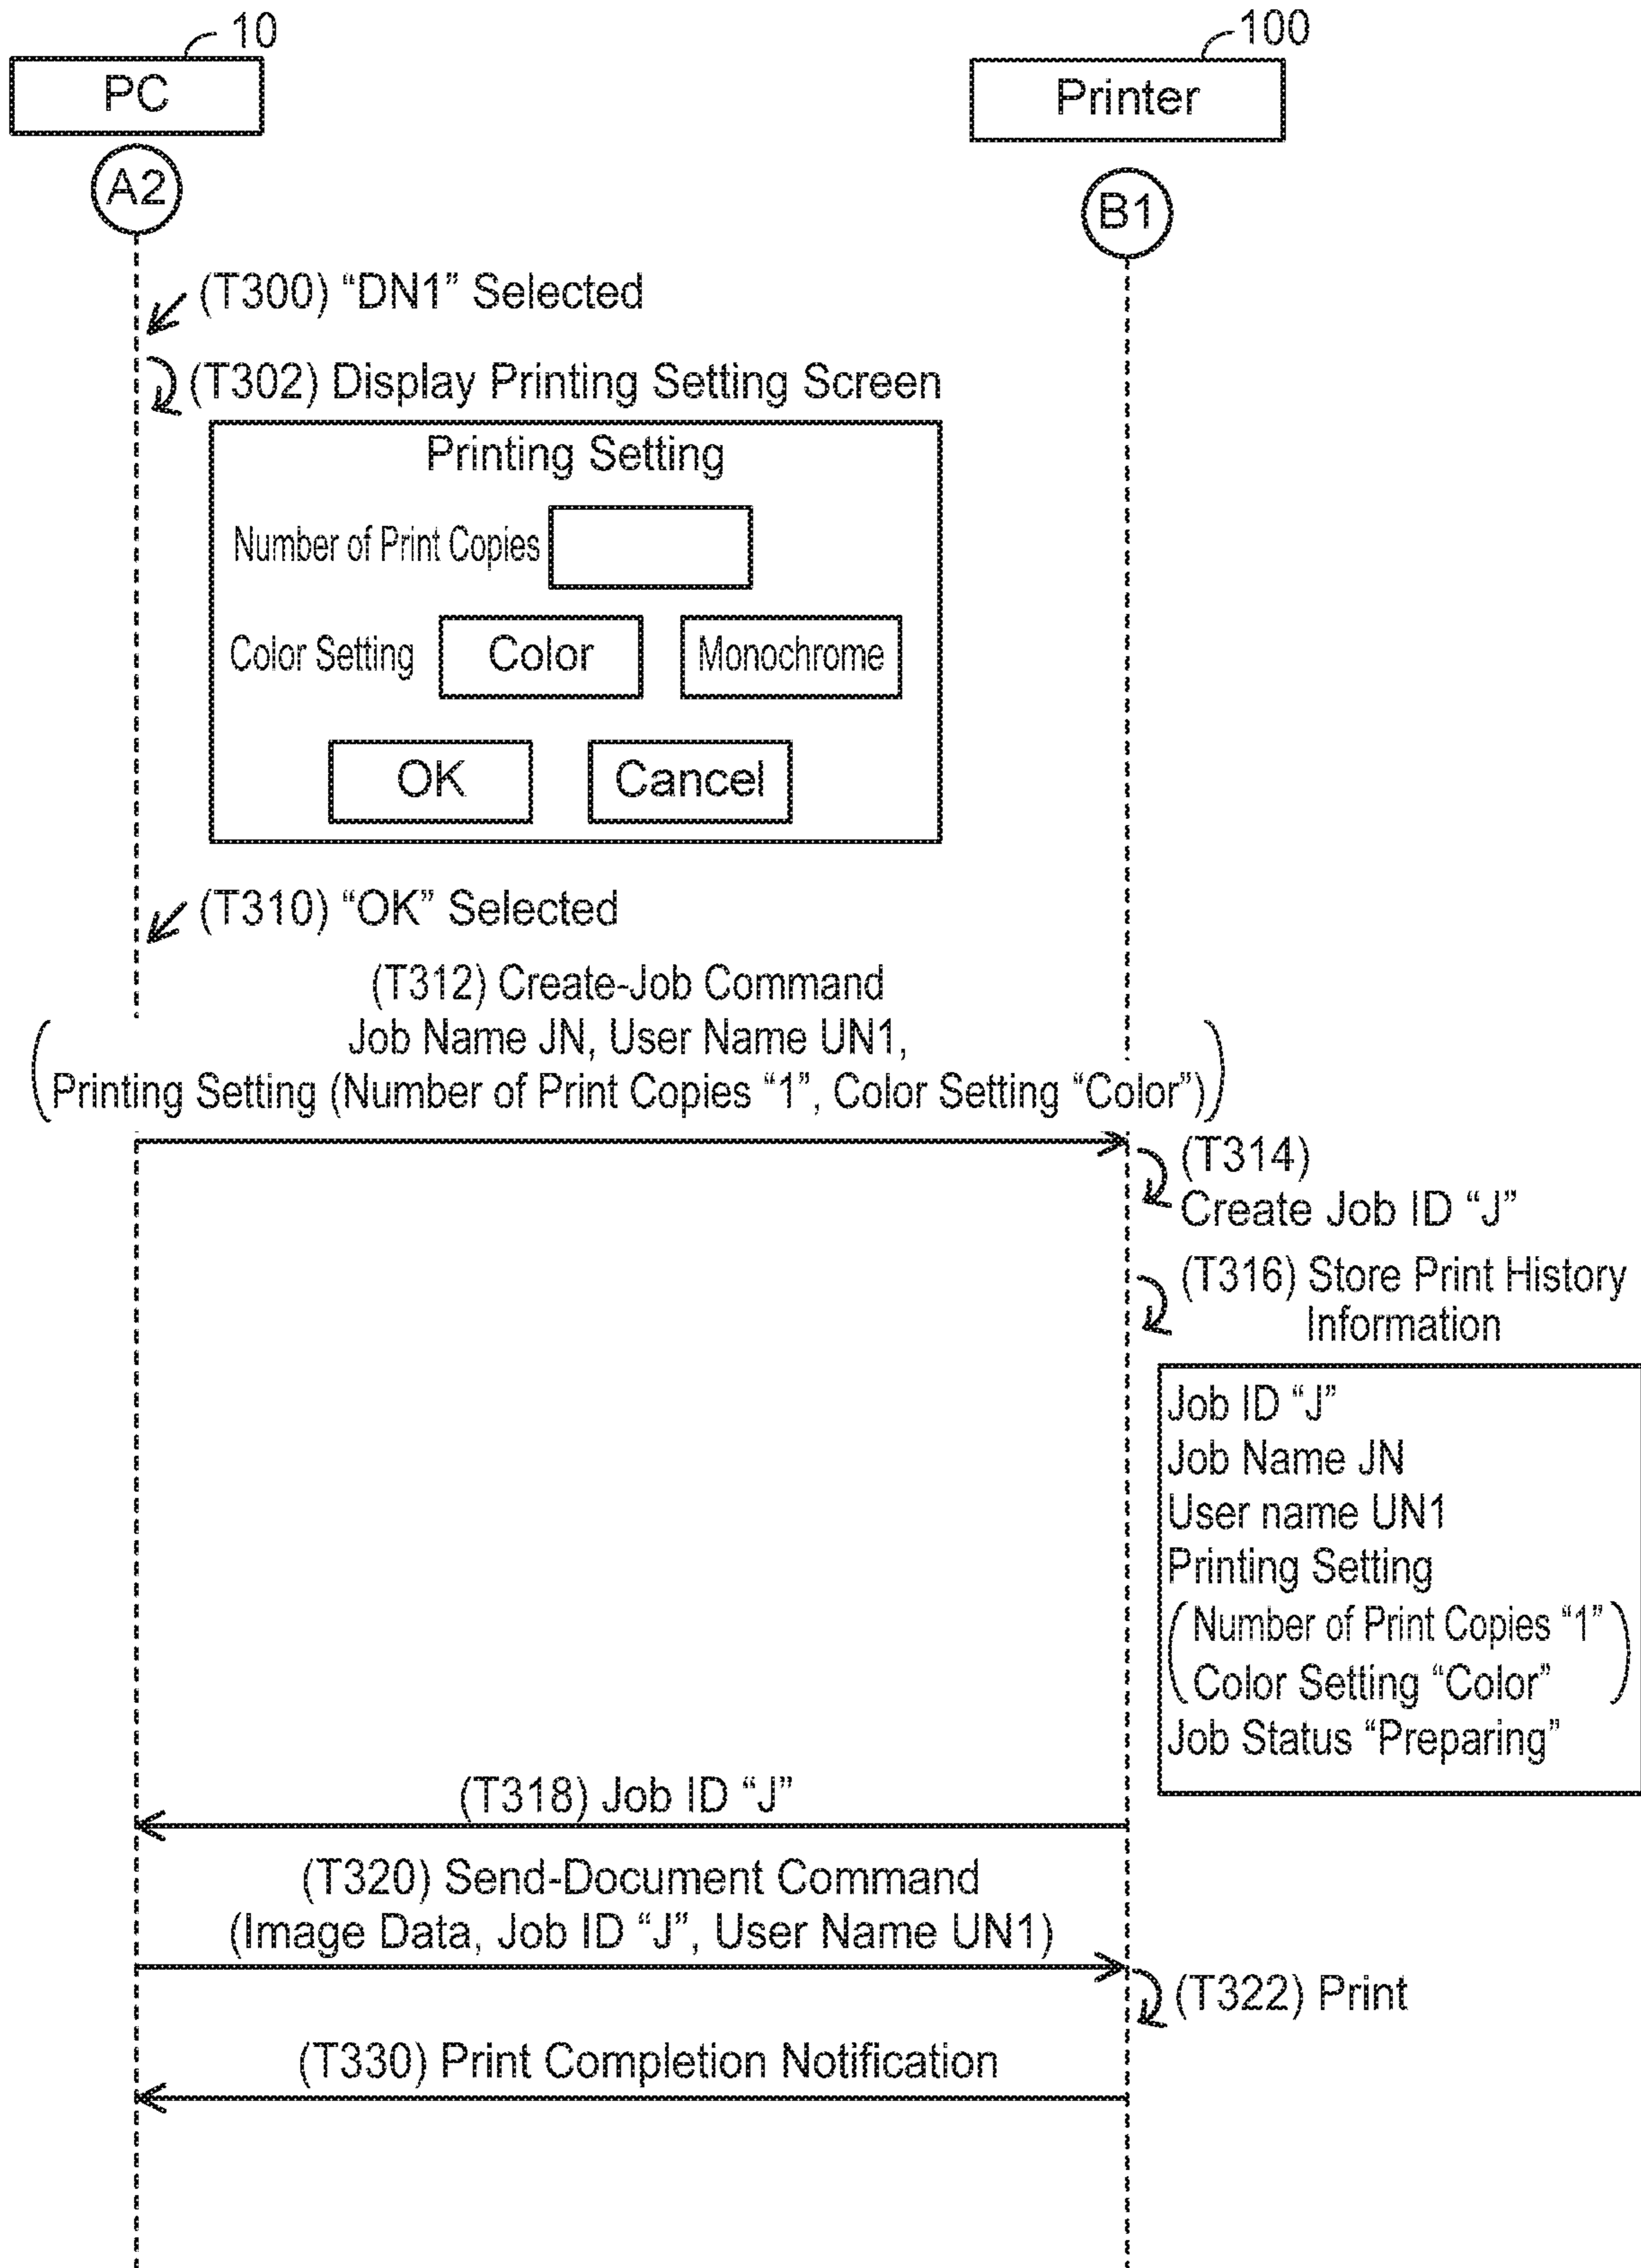 10
PC
100
Printer
A2
B1
(T300) “DN1” Selected
(T302) Display Printing Setting Screen
Printing Setting
Number of Print Copies
Color Setting
Color
Monochrome
OK
Cancel
(T310) “OK” Selected
(T312) Create-Job Command
Job Name JN, User Name UN1,
Printing Setting (Number of Print Copies “1”, Color Setting “Color”)
(T314)
Create Job ID “J”
(T316) Store Print History
Information
Job ID “J”
Job Name JN
User name UN1
Printing Setting
Number of Print Copies “1”
Color Setting “Color”
Job Status “Preparing”
(T318) Job ID “J”
(T320) Send-Document Command
(Image Data, Job ID “J”, User Name UN1)
(T322) Print
(T330) Print Completion Notification